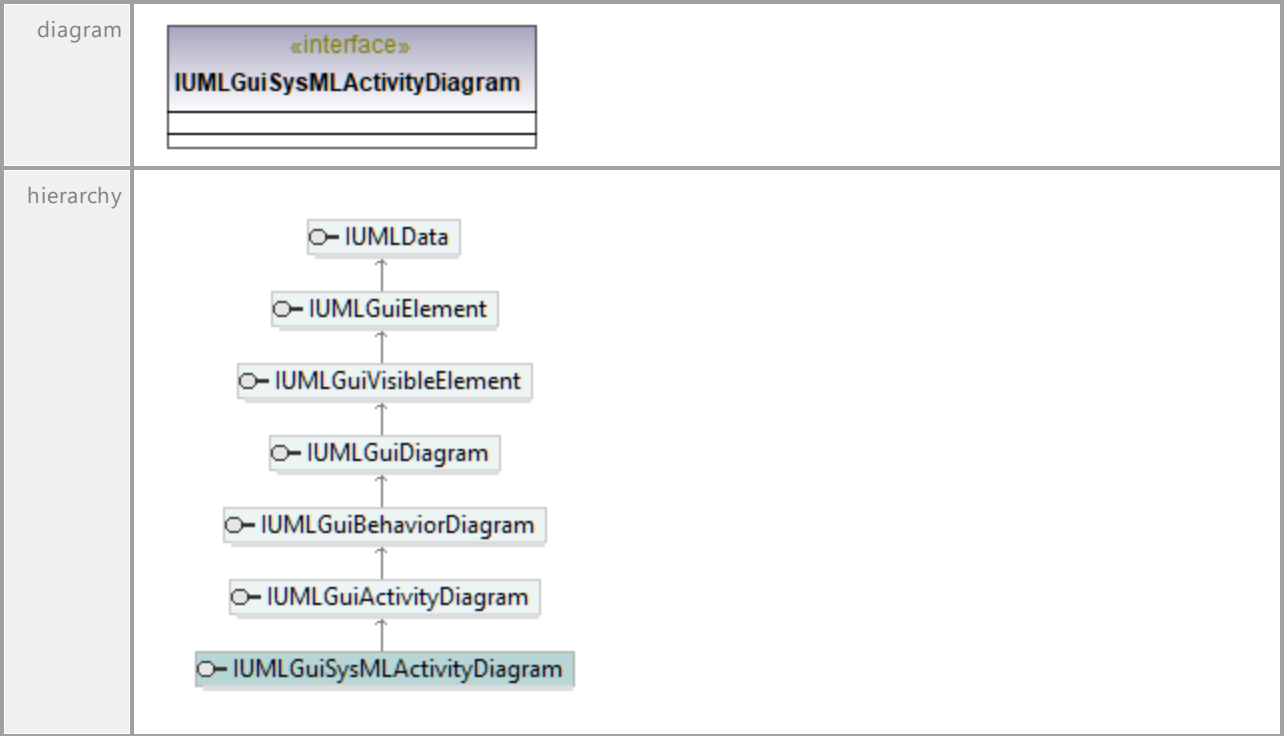 diagram
«interface»
IUMLGuiSysMLActivityDiagram
hierarchy
IUMLData
IUMLGuiElement
IUMLGuiVisibleElement
IUMLGuiDiagram
IUMLGuiBehaviorDiagram
IUMLGuiActivityDiagram
IUMLGuiSysMLActivityDiagram